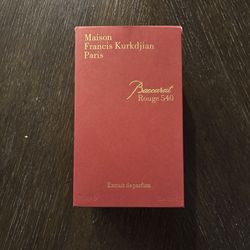 Maison
Francis Kurkdjian
Paris
Baccarat
Rouge 540
Extrait de parfum